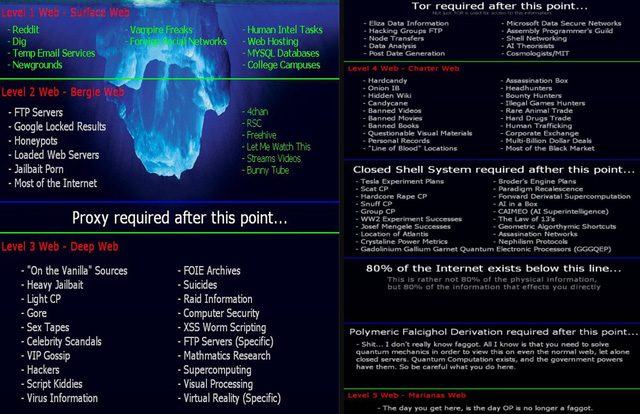 Level 1 Web - Surface Web
- Reddit
- Dig
- Temp Email Services
- Newgrounds
- Vampire Freaks
- Foreign Social Networks
- Human Intel Tasks
- Web Hosting
- MYSQL Databases
- College Campuses
Level 2 Web - Bergie Web
- FTP Servers
- Google Locked Results
- Honeypots
- Loaded Web Servers
- Jailbait Porn
- Most of the Internet
- 4chan
- RSC
- Freehive
- Let Me Watch This
- Streams Videos
- Bunny Tube
Proxy required after this point...
Level 3 Web - Deep Web
- "On the Vanilla" Sources
- Heavy Jailbait
- Light CP
- Gore
- Sex Tapes
- Celebrity Scandals
- VIP Gossip
- Hackers
- Script Kiddies
- Virus Information
- FOIE Archives
- Suicides
- Raid Information
- Computer Security
- XSS Worm Scripting
- FTP Servers (Specific)
- Mathmatics Research
- Supercomputing
- Visual Processing
- Virtual Reality (Specific)
Tor required after this point...
- Eliza Data Information
- Hacking Groups FTP
- Node Transfers
- Data Analysis
- Post Date Generation
- Microsoft Data Secure Networks
- Assembly Programmer's Guild
- Shell Networking
- AI Theorisists
- Cosmologists/MIT
Level 4 Web - Charter Web
- Hardcandy
- Onion IB
- Hidden Wiki
- Candycane
- Banned Videos
- Banned Movies
- Banned Books
- Questionable Visual Materials
- Personal Records
- "Line of Blood" Locations
- Assassination Box
- Headhunters
- Bounty Hunters
- Illegal Games Hunters
- Rare Animal Trade
- Hard Drugs Trade
- Human Trafficking
- Corporate Exchange
- Multi-Billion Dollar Deals
- Most of the Black Market
Closed Shell System required afther this point...
- Tesla Experiment Plans
- Scat CP
- Hardcore Rape CP
- Snuff CP
- Group CP
- WW2 Experiment Successes
- Josef Mengele Successes
- Location of Atlantis
- Crystaline Power Metrics
- Gadolinium Gallium Garnet Quantum Electronic Processors (GGGQEP)
- Broder's Engine Plans
- Paradigm Recalescence
- Forward Derivatal Supercomputation
- AI in a Box
- CAIMEO (AI Superintelligence)
- The Law of 13's
- Geometric Algorthymic Shortcuts
- Assassination Networks
- Nephilism Protocols
80% of the Internet exists below this line...
This is rather not 80% of the physical information,
but 80% of the information that effects you directly
Polymeric Falcighol Derivation required after this point...
- Shit... I don't really know faggot. All I know is that you need to solve
quantum mechanics in order to view this on even the normal web, let alone
closed servers. Quantum Computation exists, and the government powers
have them. So be careful what you do here.
Level 5 Web - Marianas Web
- The day you get here, is the day OP is no longer a faggot.